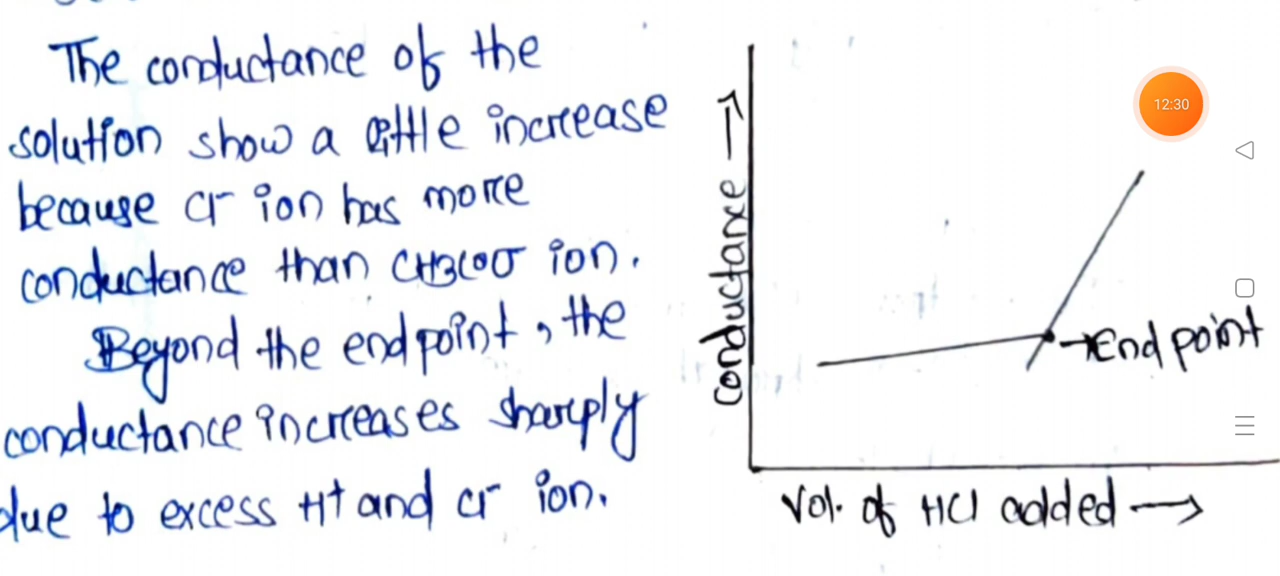 The conductance of the
solution show a little increase
because Cl⁻ ion has more
conductance than CH3COO⁻ ion.
Beyond the end point, the
conductance increases sharply
due to excess H⁺ and Cl⁻ ion.
Conductance →
→End point
Vol. of HCl added →
12:30